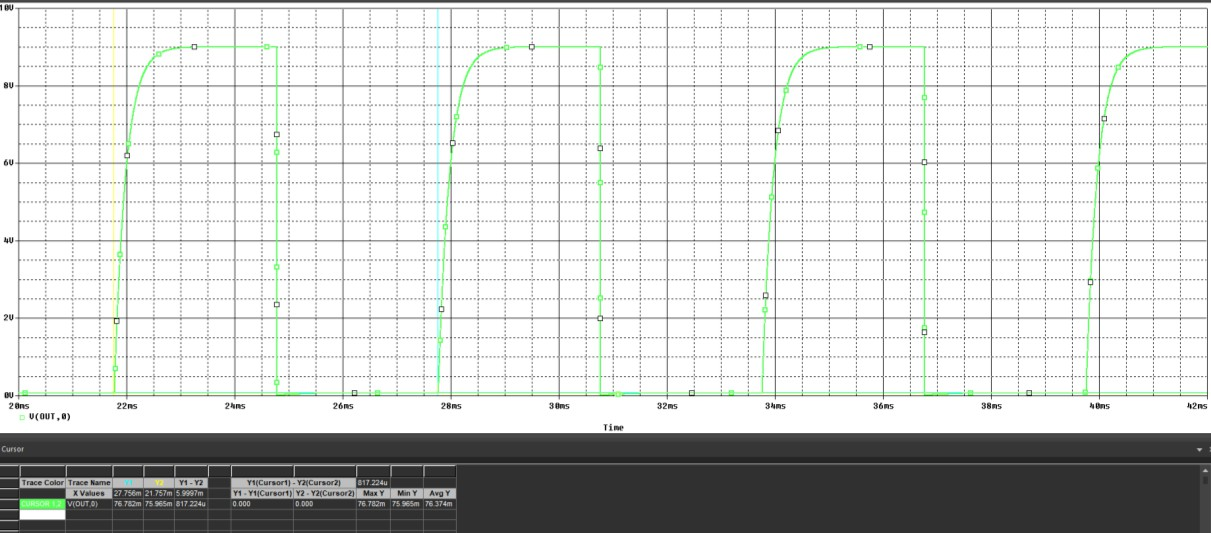 10V
8V
6V
4V
2V
0V
20ms 22ms 24ms 26ms 28ms 30ms 32ms 34ms 36ms 38ms 40ms 42ms
V(OUT,0)
Time
Cursor
Trace Color Trace Name Y1 Y2 Y1 - Y2 Y1(Cursor1) - Y2(Cursor2) 817.224u
X Values 27.756m 21.757m 5.9997m Y1 - Y1(Cursor1) Y2 - Y2(Cursor2) Max Y Min Y Avg Y
CURSOR 1,2 V(OUT,0) 76.782m 75.965m 817.224u 0.000 0.000 76.782m 75.965m 76.374m